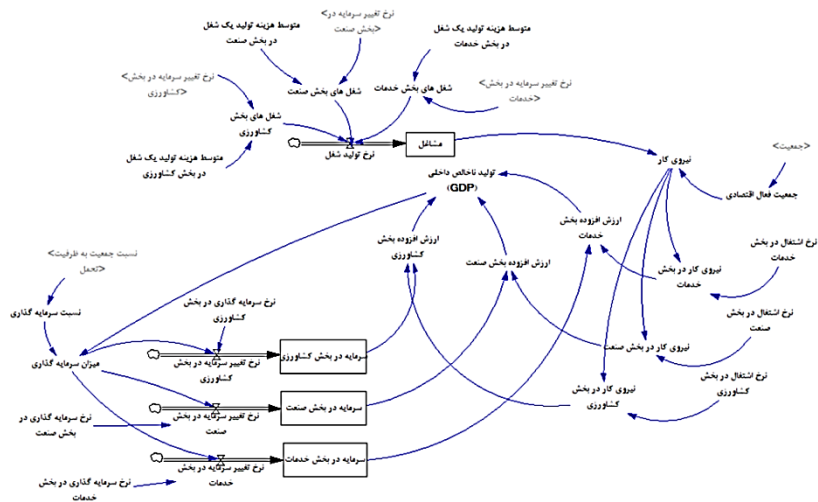 متوسط هزینه تولید یک شغل
در بخش صنعت
<نرخ تغییر سرمایه در
بخش صنعت>
متوسط هزینه تولید یک شغل
در بخش خدمات
<نرخ تغییر سرمایه در بخش
کشاورزی>
شغل های بخش صنعت
شغل های بخش خدمات
<نرخ تغییر سرمایه در بخش
خدمات>
شغل های بخش
کشاورزی
متوسط هزینه تولید یک شغل
در بخش کشاورزی
نرخ تولید شغل
مشاغل
نیروی کار
<جمعیت>
جمعیت فعال اقتصادی
تولید ناخالص داخلی
(GDP)
ارزش افزوده بخش
خدمات
ارزش افزوده بخش
کشاورزی
ارزش افزوده بخش صنعت
نیروی کار در بخش
خدمات
نرخ اشتغال در بخش
خدمات
<نسبت جمعیت به ظرفیت
تحمل>
نسبت سرمایه گذاری
نرخ سرمایه گذاری در بخش
کشاورزی
نرخ اشتغال در بخش
صنعت
میزان سرمایه گذاری
نرخ تغییر سرمایه در بخش
کشاورزی
سرمایه در بخش کشاورزی
نیروی کار در بخش صنعت
نرخ اشتغال در بخش
کشاورزی
نیروی کار در بخش
کشاورزی
نرخ سرمایه گذاری در
بخش صنعت
نرخ تغییر سرمایه در بخش
صنعت
سرمایه در بخش صنعت
نرخ تغییر سرمایه در بخش
خدمات
سرمایه در بخش خدمات
نرخ سرمایه گذاری در بخش
خدمات